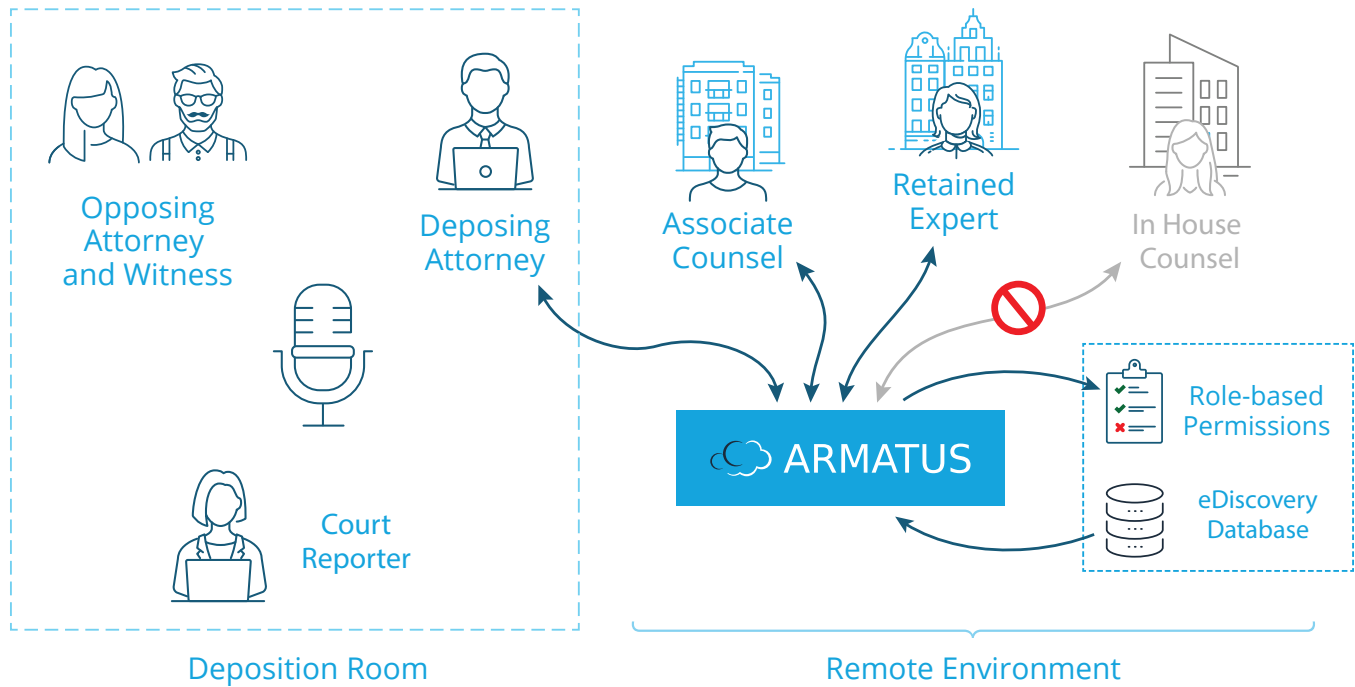 Opposing
Attorney
and Witness
Deposing
Attorney
Associate
Counsel
Retained
Expert
In House
Counsel
Court
Reporter
ARMATUS
Role-based
Permissions
eDiscovery
Database
Deposition Room
Remote Environment